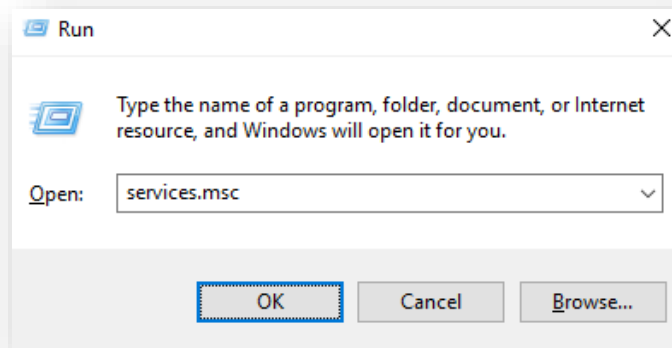 Run
Type the name of a program, folder, document, or Internet
resource, and Windows will open it for you.
Open: services.msc
OK Cancel Browse...